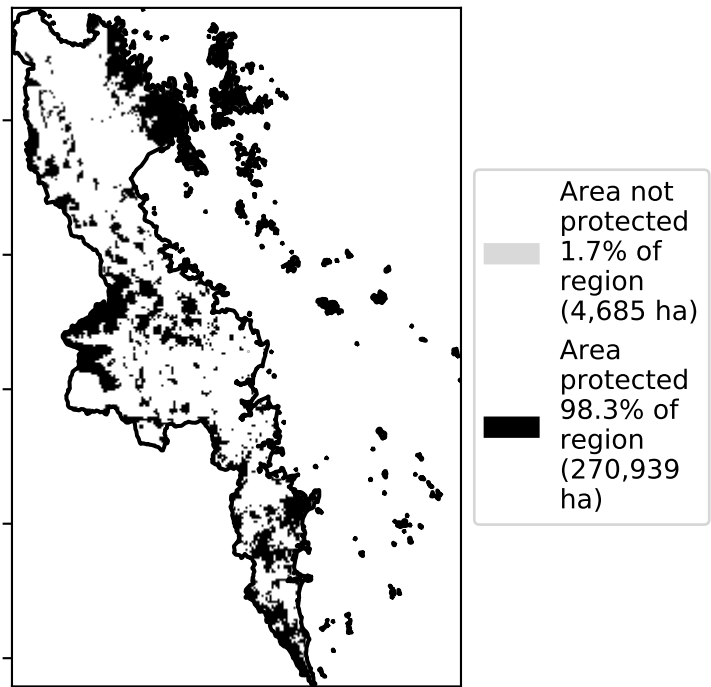 Area not
protected
1.7% of
region
(4,685 ha)
Area
protected
98.3% of
region
(270,939
ha)